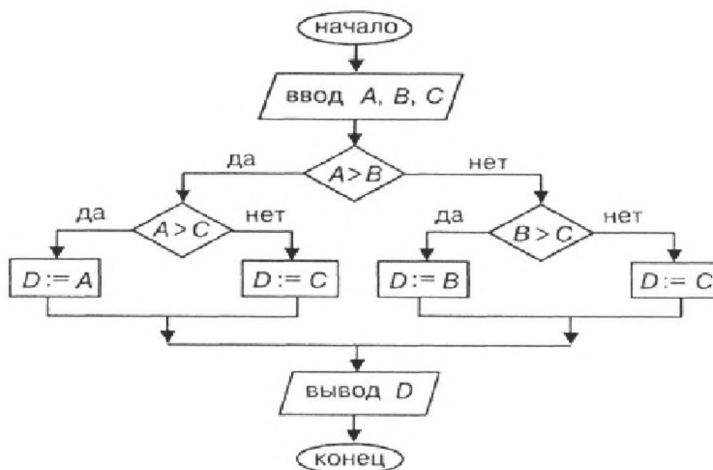 начало
ввод A, B, C
да
A > B
нет
да
A > C
нет
да
B > C
нет
D := A
D := C
D := B
D := C
вывод D
конец